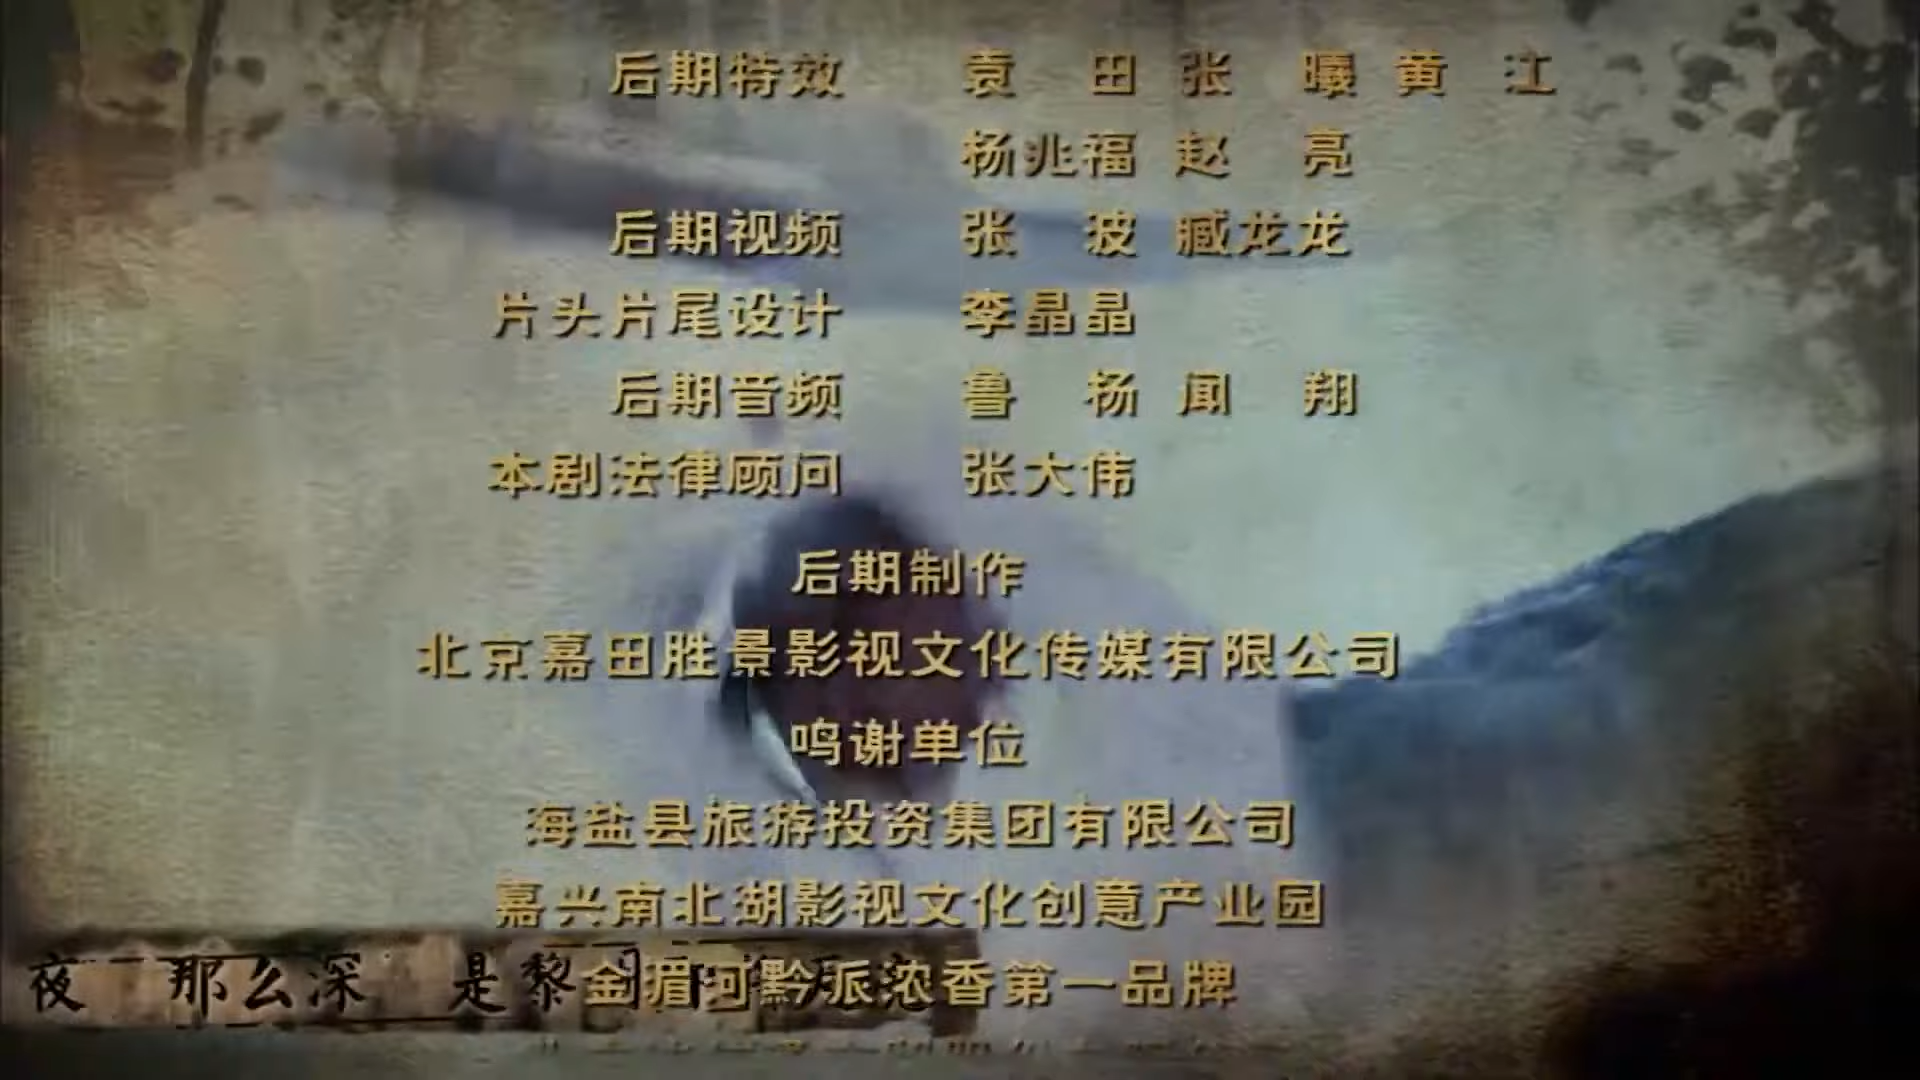 后期特效 袁 田 张 曦 黄 江
杨兆福 赵 亮
后期视频 张 波 臧龙龙
片头片尾设计 李晶晶
后期音频 鲁 杨 闻 翔
本剧法律顾问 张大伟
后期制作
北京嘉田胜景影视文化传媒有限公司
鸣谢单位
海盐县旅游投资集团有限公司
嘉兴南北湖影视文化创意产业园
金湄河黔派浓香第一品牌
夜 那么深 是黎